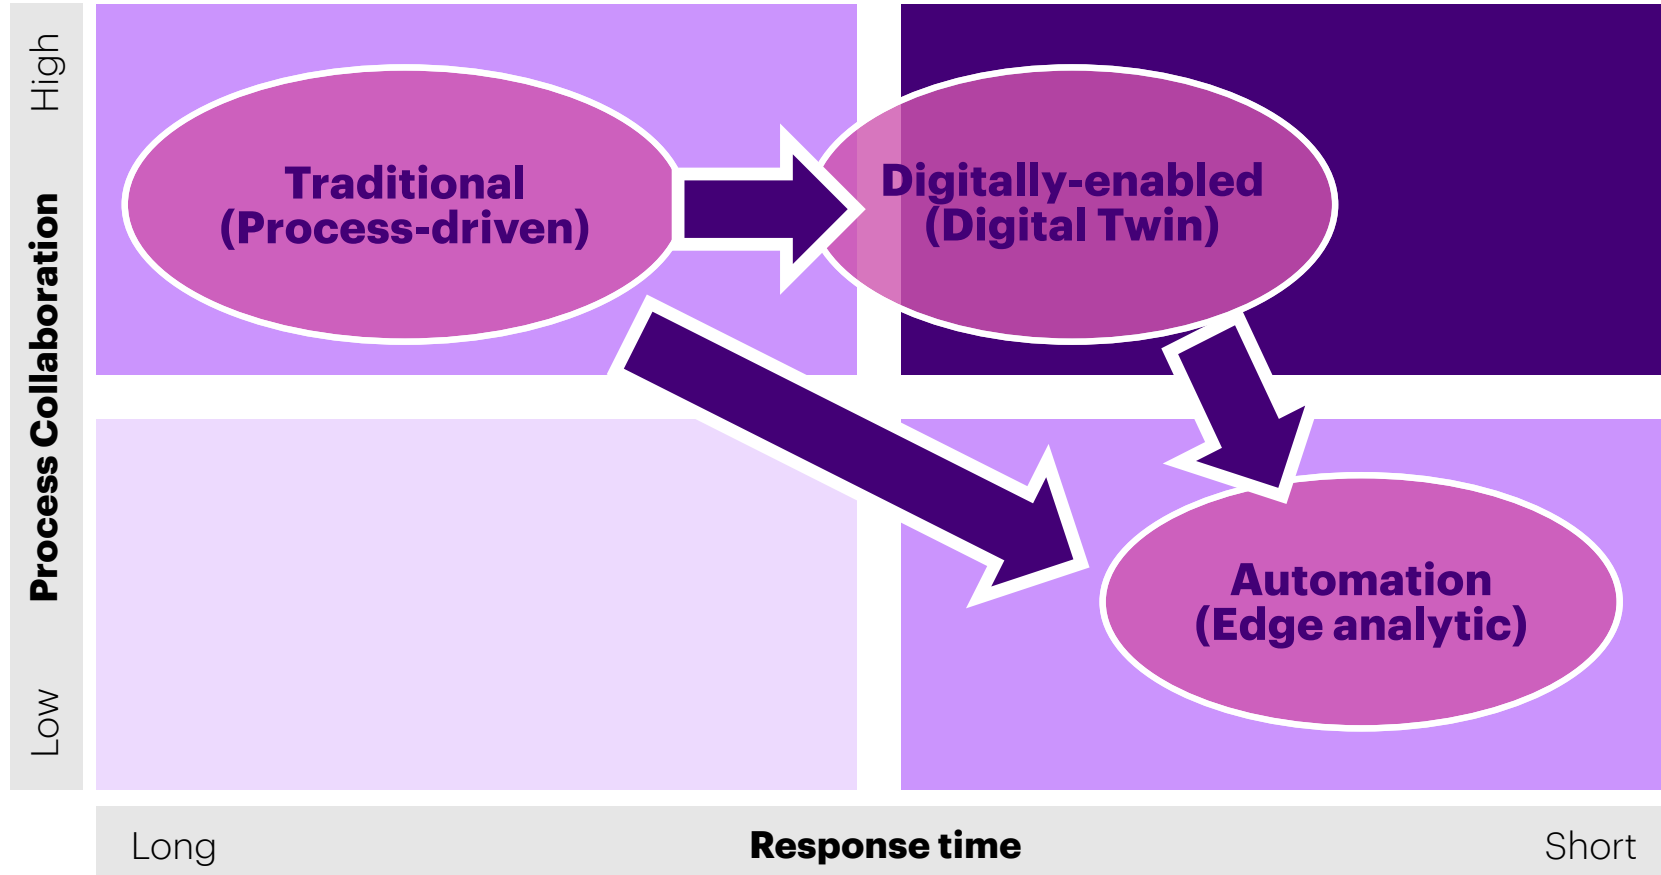 High
Process Collaboration
Low
Traditional
(Process-driven)
Digitally-enabled
(Digital Twin)
Automation
(Edge analytic)
Long
Response time
Short